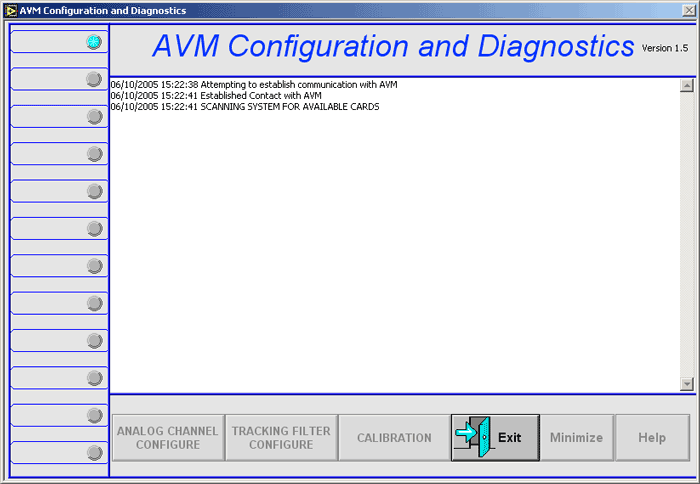 AVM Configuration and Diagnostics
AVM Configuration and Diagnostics Version 1.5
06/10/2005 15:22:38 Attempting to establish communication with AVM
06/10/2005 15:22:41 Established Contact with AVM
06/10/2005 15:22:41 SCANNING SYSTEM FOR AVAILABLE CARDS
ANALOG CHANNEL
CONFIGURE
TRACKING FILTER
CONFIGURE
CALIBRATION
Exit
Minimize
Help